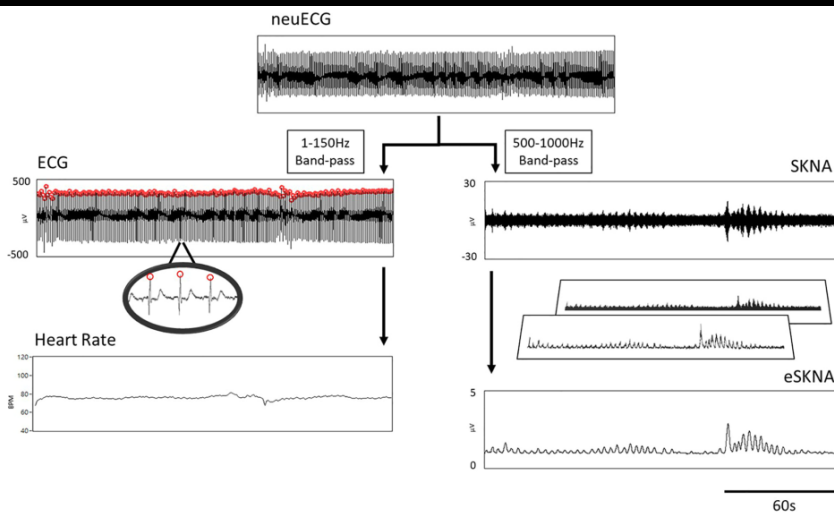 neuECG
1-150Hz
Band-pass
500-1000Hz
Band-pass
ECG
500
µV
-500
SKNA
30
µV
-30
Heart Rate
120
100
80
60
40
BPM
eSKNA
5
µV
0
60s